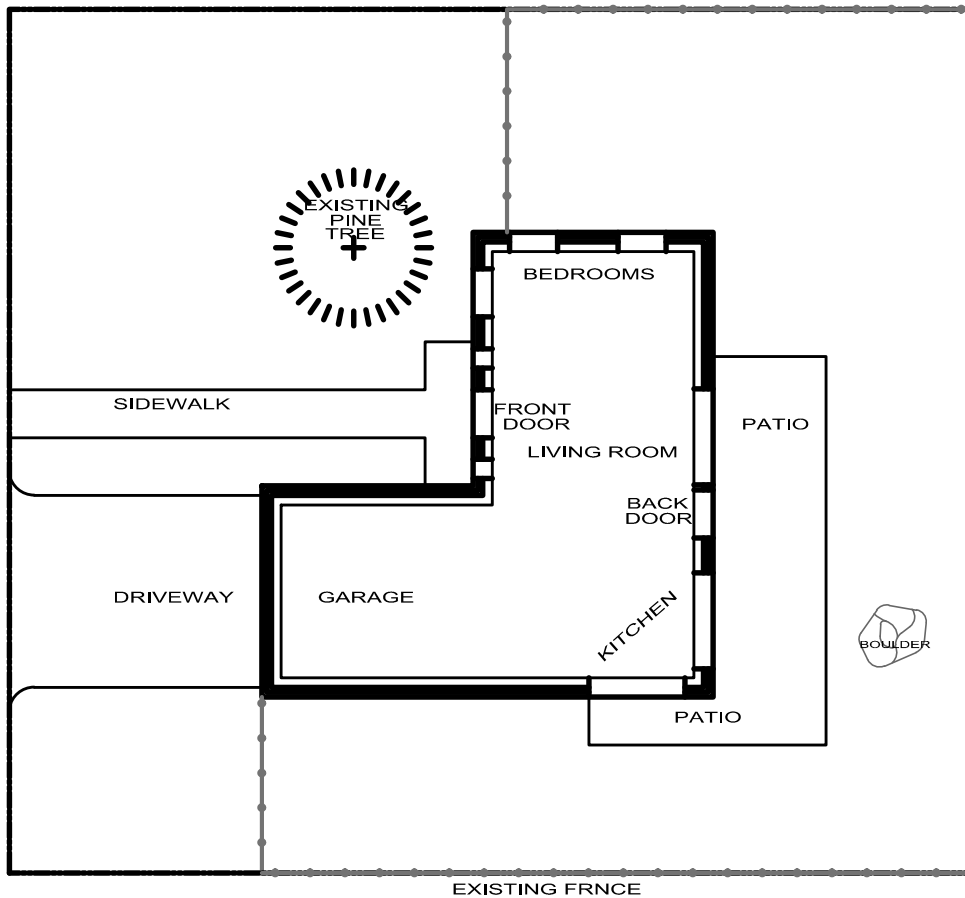 EXISTING
PINE
TREE
BEDROOMS
SIDEWALK
FRONT
DOOR
PATIO
LIVING ROOM
BACK
DOOR
DRIVEWAY
GARAGE
KITCHEN
BOULDER
PATIO
EXISTING FRNCE